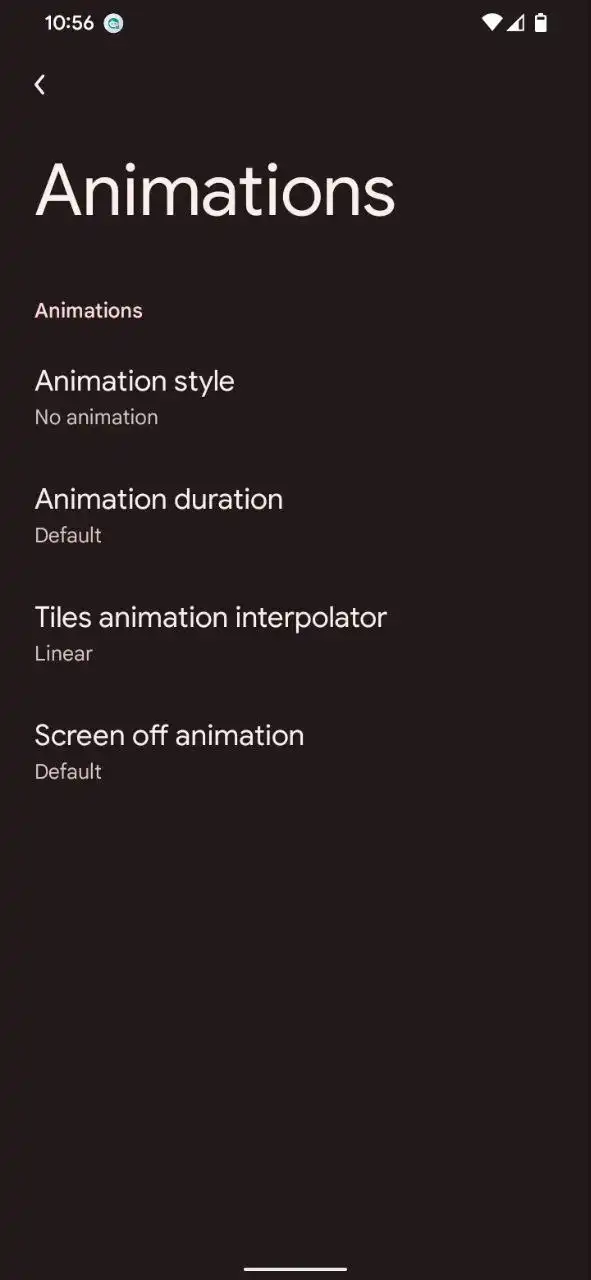 10:56
Animations
Animations
Animation style
No animation
Animation duration
Default
Tiles animation interpolator
Linear
Screen off animation
Default